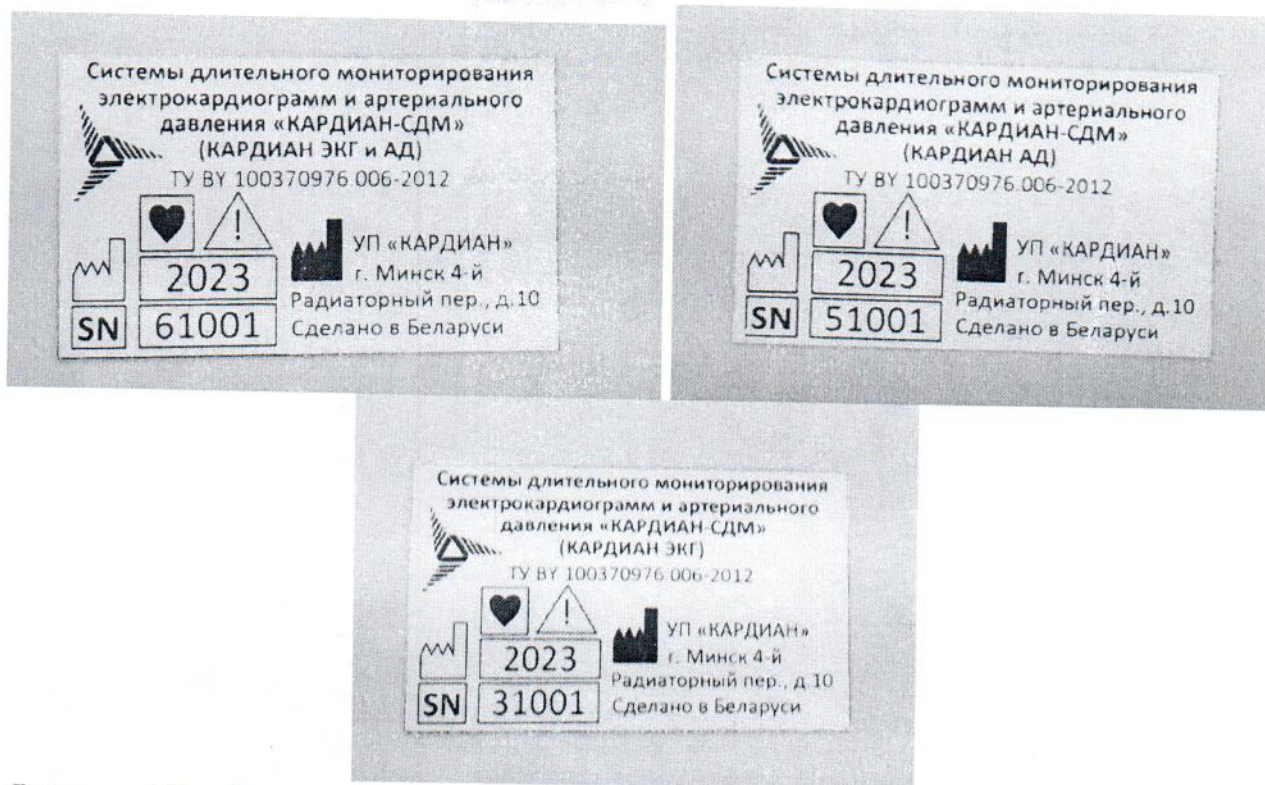 Системы длительного мониторирования
электрокардиограмм и артериального
давления «КАРДИАН-СДМ»
(КАРДИАН ЭКГ и АД)
ТУ BY 100370976.006-2012
УП «КАРДИАН»
2023
г. Минск 4-й
Радиаторный пер., д.10
SN 61001
Сделано в Беларуси
Системы длительного мониторирования
электрокардиограмм и артериального
давления «КАРДИАН-СДМ»
(КАРДИАН АД)
ТУ BY 100370976.006-2012
УП «КАРДИАН»
2023
г. Минск 4-й
Радиаторный пер., д.10
SN 51001
Сделано в Беларуси
Системы длительного мониторирования
электрокардиограмм и артериального
давления «КАРДИАН-СДМ»
(КАРДИАН ЭКГ)
ТУ BY 100370976.006-2012
УП «КАРДИАН»
2023
г. Минск 4-й
Радиаторный пер., д.10
SN 31001
Сделано в Беларуси